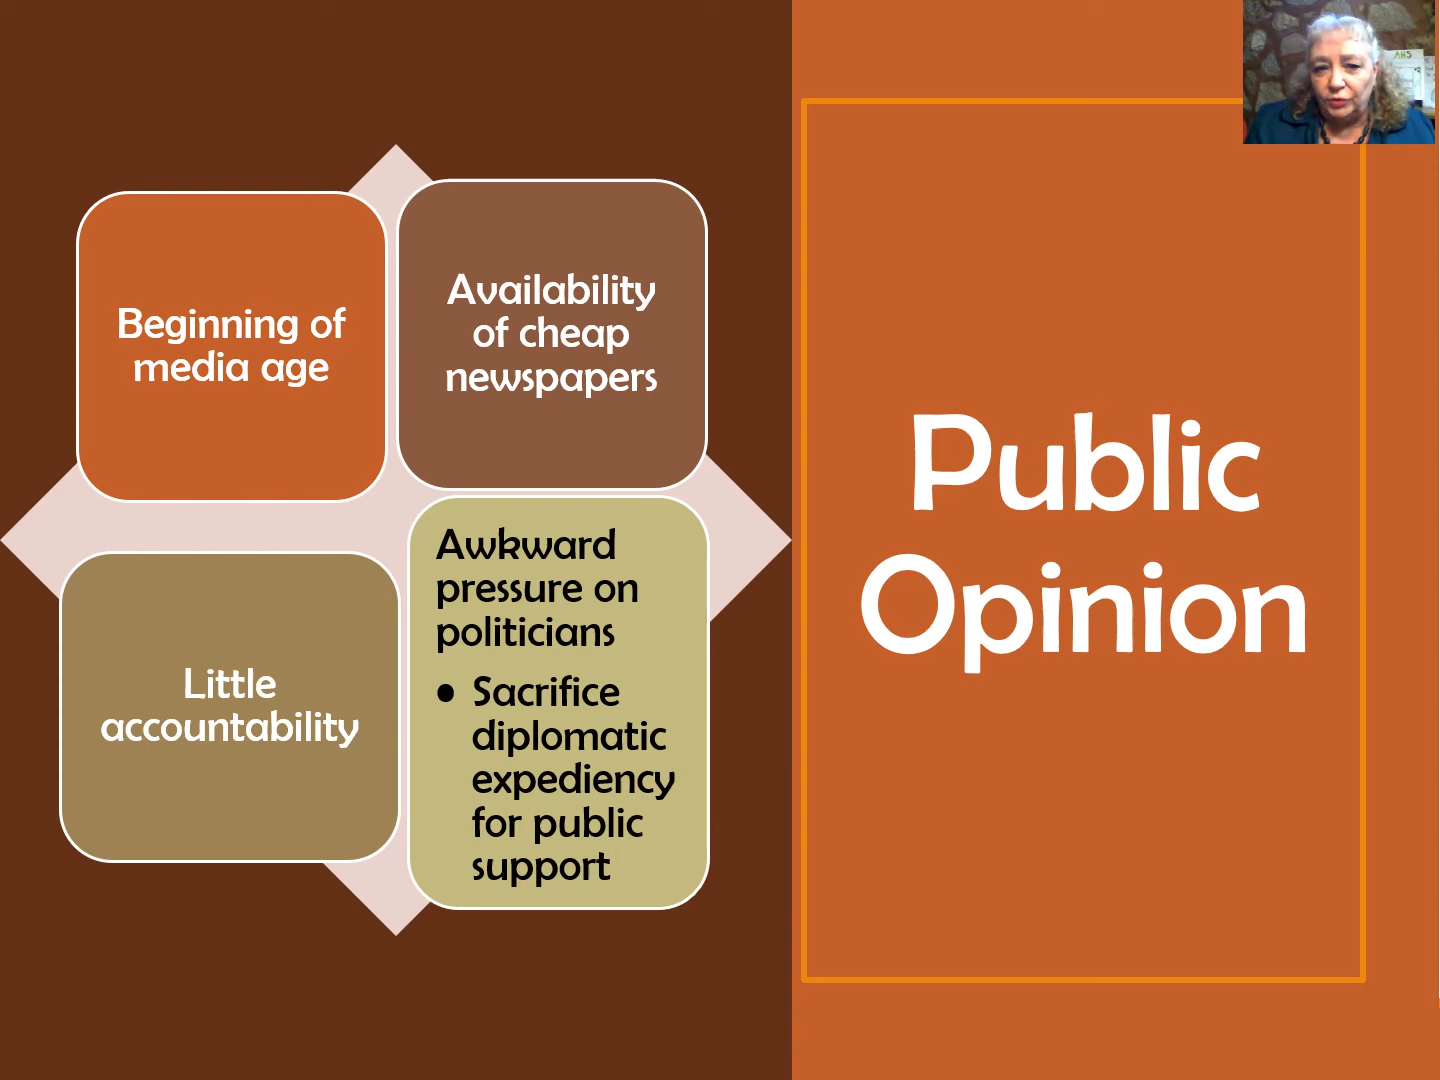 Beginning of
media age
Availability
of cheap
newspapers
Little
accountability
Awkward
pressure on
politicians
• Sacrifice
diplomatic
expediency
for public
support
Public
Opinion
AHS